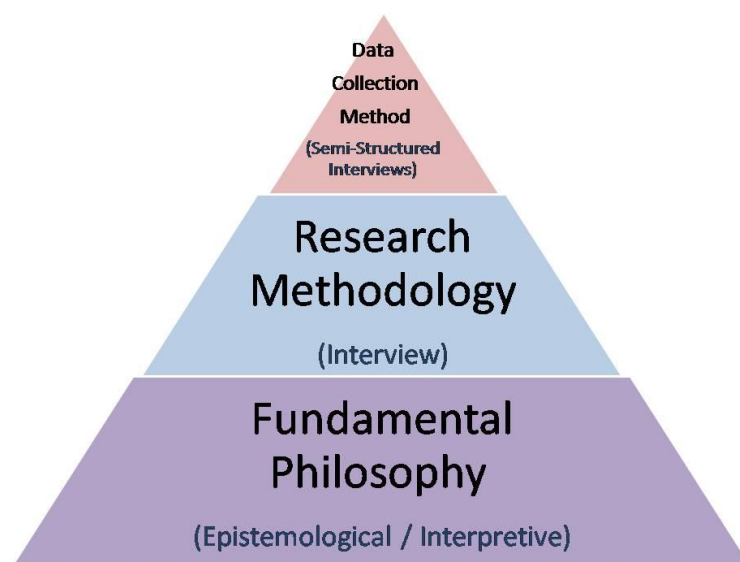 Data
Collection
Method
(Semi-Structured
Interviews)
Research
Methodology
(Interview)
Fundamental
Philosophy
(Epistemological / Interpretive)